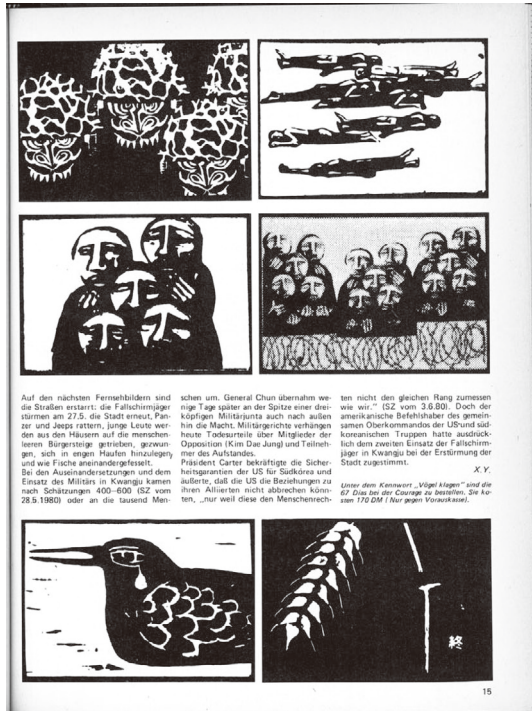 Auf den nächsten Fernsehbildern sind
die Straßen erstarrt: die Fallschirmjäger
stürmen am 27.5. die Stadt erneut, Pan-
zer und Jeeps rattern, junge Leute wer-
den aus den Häusern auf die menschen-
leeren Bürgersteige getrieben, gezwun-
gen, sich in engen Haufen hinzulegen,
und wie Fische aneinandergefesselt.
Bei den Auseinandersetzungen und dem
Einsatz des Militärs in Kwangju kamen
nach Schätzungen 400–600 (SZ vom
28.5.1980) oder an die tausend Men-
schen um. General Chun übernahm we-
nige Tage später an der Spitze einer drei-
köpfigen Militärjunta auch nach außen
hin die Macht. Militärgerichte verhängen
heute Todesurteile über Mitglieder der
Opposition (Kim Dae Jung) und Teilneh-
mer des Aufstandes.
Präsident Carter bekräftigte die Sicher-
heitsgarantien der US für Südkorea und
äußerte, daß die US die Beziehungen zu
ihren Alliierten nicht abbrechen könn-
ten, „nur weil diese den Menschenrech-
ten nicht den gleichen Rang zumessen
wie wir.” (SZ vom 3.6.80). Doch der
amerikanische Befehlshaber des gemein-
samen Oberkommandos der US-und süd-
koreanischen Truppen hatte ausdrück-
lich dem zweiten Einsatz der Fallschirm-
jäger in Kwangju bei der Erstürmung der
Stadt zugestimmt.
X.Y.
Unter dem Kennwort „Vögel klagen” sind die
67 Dias bei der Courage zu bestellen. Sie ko-
sten 170 DM ( Nur gegen Vorauskasse).
終
15